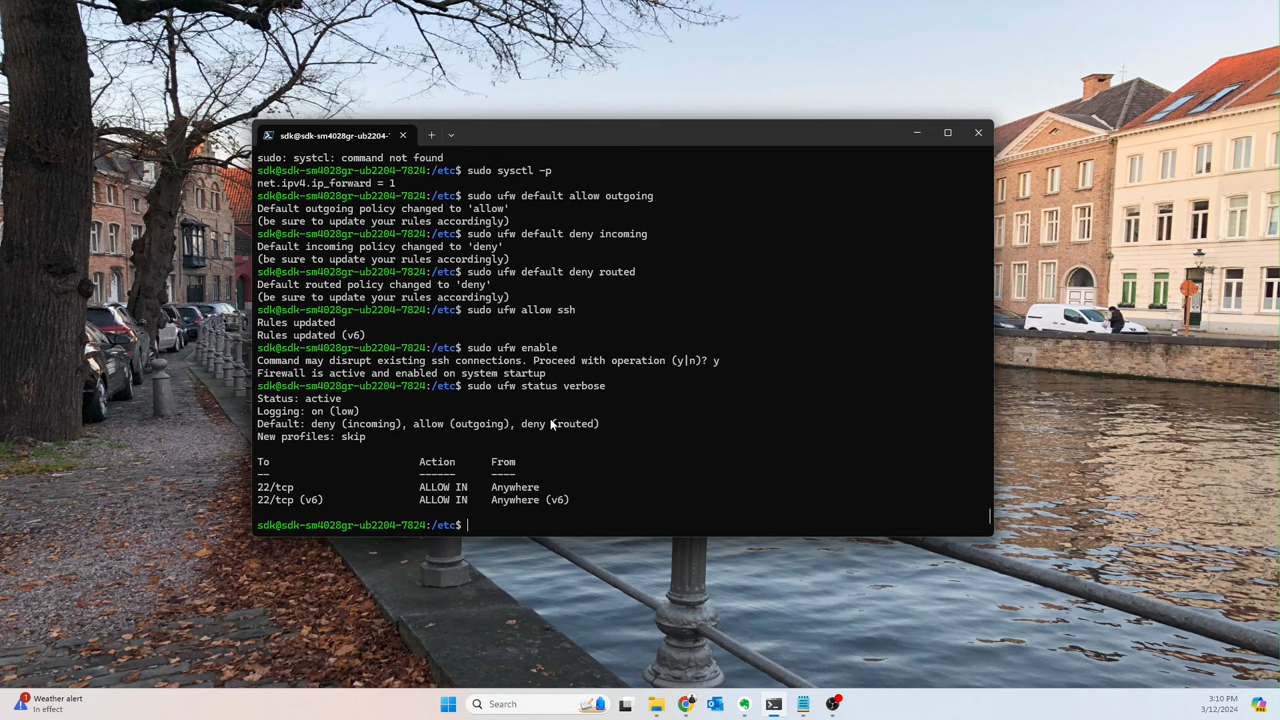 sdk@sdk-sm4028gr-ub2204-
sudo: systcl: command not found
sdk@sdk-sm4028gr-ub2204-7824:/etc$ sudo sysctl -p
net.ipv4.ip_forward = 1
sdk@sdk-sm4028gr-ub2204-7824:/etc$ sudo ufw default allow outgoing
Default outgoing policy changed to 'allow'
(be sure to update your rules accordingly)
sdk@sdk-sm4028gr-ub2204-7824:/etc$ sudo ufw default deny incoming
Default incoming policy changed to 'deny'
(be sure to update your rules accordingly)
sdk@sdk-sm4028gr-ub2204-7824:/etc$ sudo ufw default deny routed
Default routed policy changed to 'deny'
(be sure to update your rules accordingly)
sdk@sdk-sm4028gr-ub2204-7824:/etc$ sudo ufw allow ssh
Rules updated
Rules updated (v6)
sdk@sdk-sm4028gr-ub2204-7824:/etc$ sudo ufw enable
Command may disrupt existing ssh connections. Proceed with operation (y|n)? y
Firewall is active and enabled on system startup
sdk@sdk-sm4028gr-ub2204-7824:/etc$ sudo ufw status verbose
Status: active
Logging: on (low)
Default: deny (incoming), allow (outgoing), deny (routed)
New profiles: skip
To Action From
-- ------ ----
22/tcp ALLOW IN Anywhere
22/tcp (v6) ALLOW IN Anywhere (v6)
sdk@sdk-sm4028gr-ub2204-7824:/etc$
1
Weather alert
In effect
Search
3:10 PM
3/12/2024